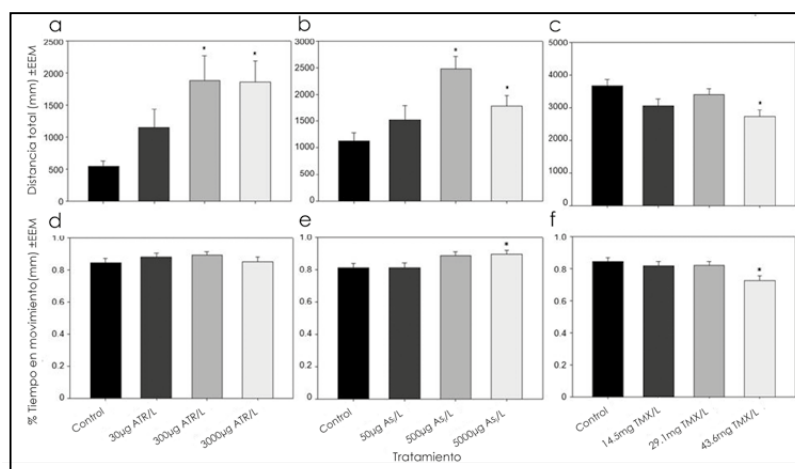 a
b
c
Distancia total (mm) ±EEM
2500
2000
1500
1000
500
0
3000
2500
2000
1500
1000
500
0
5000
4000
3000
2000
1000
0
*
*
*
*
*
d
e
f
% Tiempo en movimiento(mm) ±EEM
1.0
0.8
0.6
0.4
0.2
0
1.0
0.8
0.6
0.4
0.2
0
1.0
0.8
0.6
0.4
0.2
0
*
*
Control
30µg ATR/L
300µg ATR/L
3000µg ATR/L
Control
50µg As/L
500µg As/L
5000µg As/L
Control
14.5mg TMX/L
29.1mg TMX/L
43.6mg TMX/L
Tratamiento